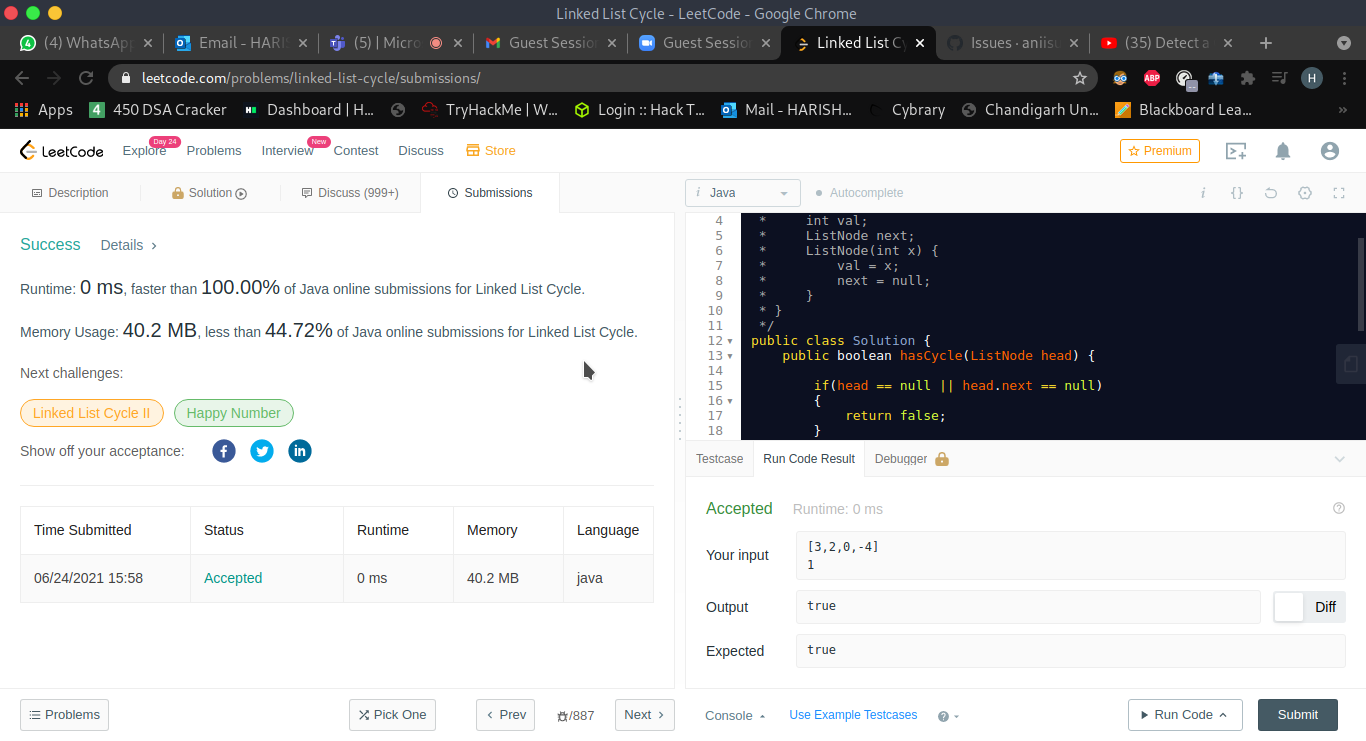 Linked List Cycle - LeetCode - Google Chrome
(4) WhatsApp
Email - HARIS
(5) | Micro
Guest Sessio
Guest Sessio
Linked List Cy
Issues · aniisu
(35) Detect a
leetcode.com/problems/linked-list-cycle/submissions/
ABP
H
Apps
4 450 DSA Cracker
Dashboard | H...
TryHackMe | W...
Login :: Hack T...
Mail - HARISH...
Cybrary
Chandigarh Un...
Blackboard Lea...
»
LeetCode
Explore
Day 24
Problems
Interview
New
Contest
Discuss
Store
Premium
Description
Solution
Discuss (999+)
Submissions
i Java
Autocomplete
i {}
Success Details >
Runtime: 0 ms, faster than 100.00% of Java online submissions for Linked List Cycle.
Memory Usage: 40.2 MB, less than 44.72% of Java online submissions for Linked List Cycle.
Next challenges:
Linked List Cycle II Happy Number
Show off your acceptance:
Time Submitted Status Runtime Memory Language
06/24/2021 15:58 Accepted 0 ms 40.2 MB java
4 * int val;
5 * ListNode next;
6 * ListNode(int x) {
7 * val = x;
8 * next = null;
9 * }
10 * }
11 */
12 public class Solution {
13 public boolean hasCycle(ListNode head) {
14
15 if(head == null || head.next == null)
16 {
17 return false;
18 }
Testcase Run Code Result Debugger
Accepted Runtime: 0 ms
Your input
[3,2,0,-4]
1
Output true Diff
Expected true
Problems
Pick One
< Prev
/887
Next >
Console
Use Example Testcases
Run Code
Submit